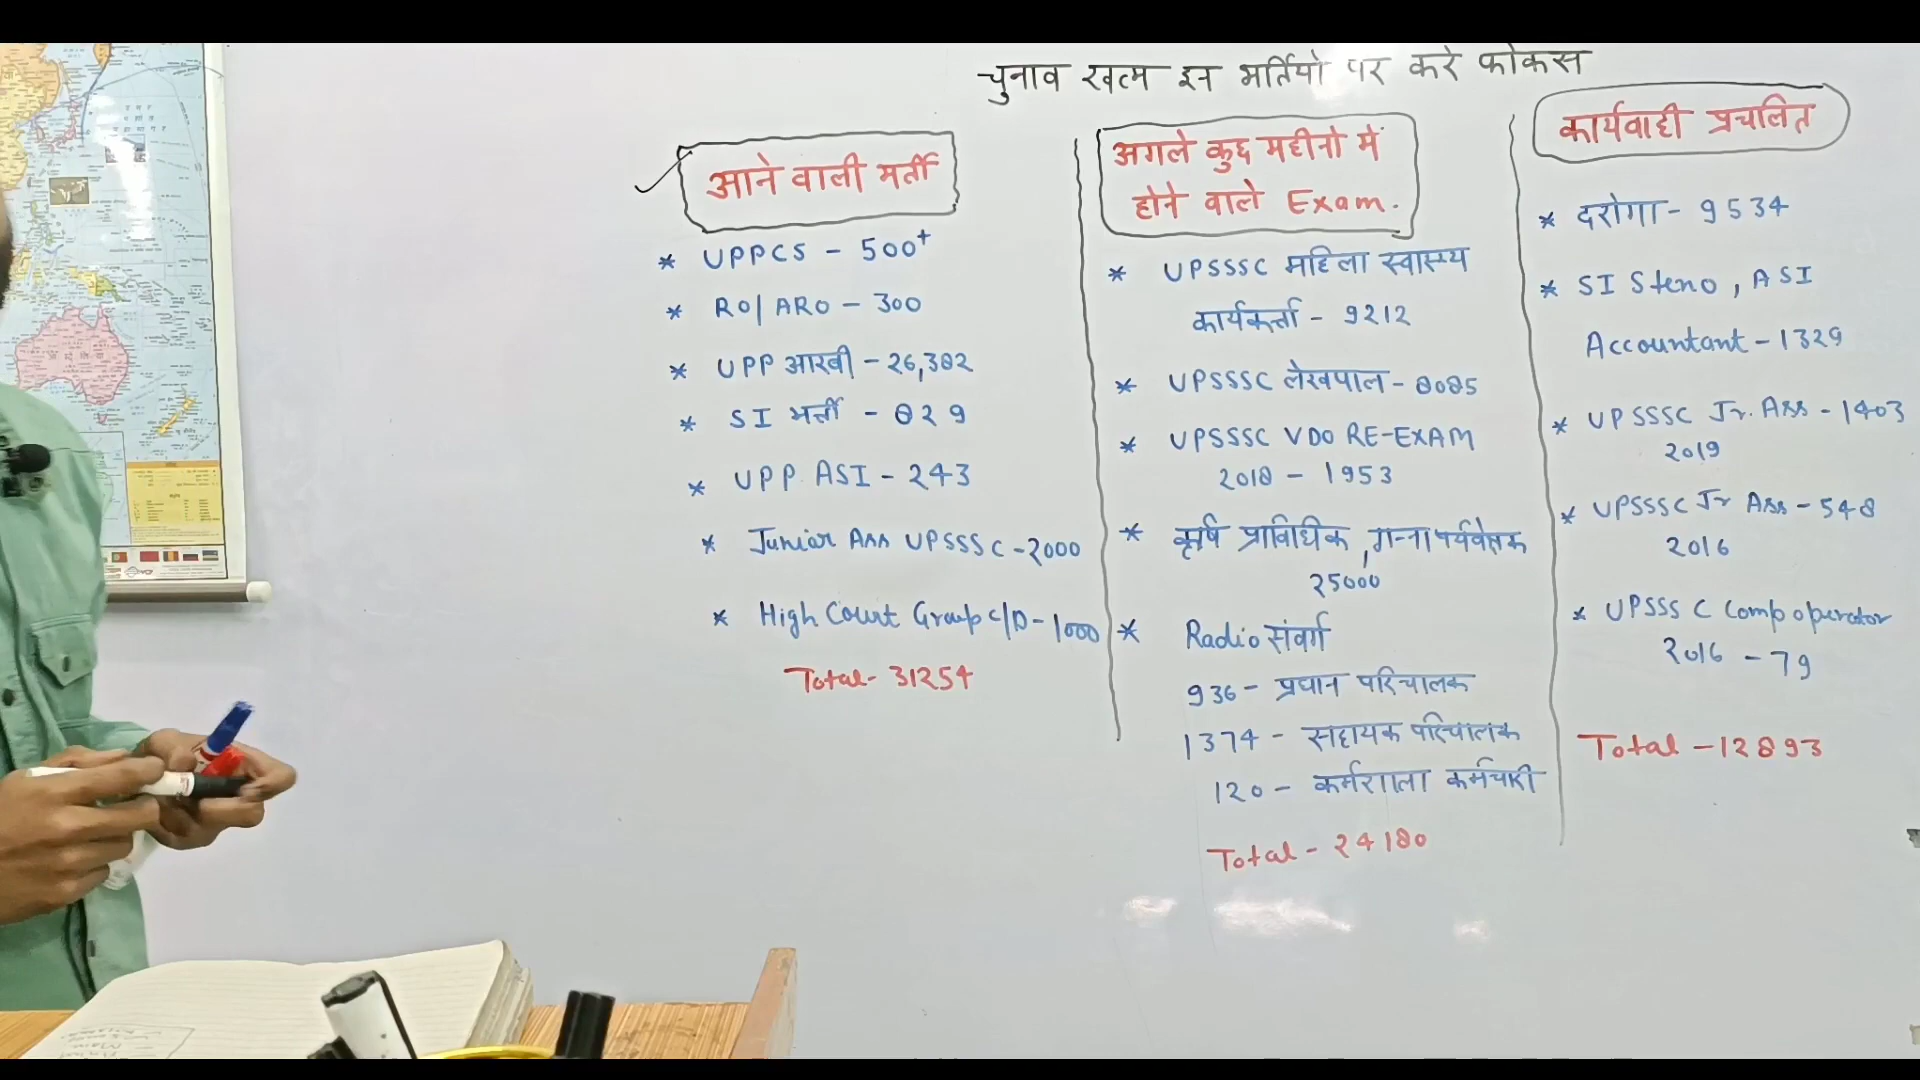 चुनाव खत्म इन भर्तियो पर करे फोकस
आने वाली भर्ती
* UPPCS - 500+
* RO/ARO - 300
* UPP आरक्षी - 26,382
* SI भर्ती - 829
* UPP ASI - 243
* Junior Ass UPSSSC - 2000
* High Court Group C/D - 1000
Total - 31254
अगले कुछ महीनो मे
होने वाले Exam.
* UPSSSC महिला स्वास्थ्य
कार्यकर्त्ता - 9212
* UPSSSC लेखपाल - 8085
* UPSSSC VDO RE-EXAM
2018 - 1953
* कृषि प्राविधिक, गन्ना पर्यवेक्षक
25000
* Radio संवर्ग
936 - प्रधान परिचालक
1374 - सहायक परिचालक
120 - कर्मशाला कर्मचारी
Total - 24180
कार्यवाही प्रचलित
* दरोगा - 9534
* SI Steno, ASI
Accountant - 1329
* UPSSSC Jr. Ass - 1403
2019
* UPSSSC Jr Ass - 548
2016
* UPSSSC Comp operator
2016 - 79
Total - 12893